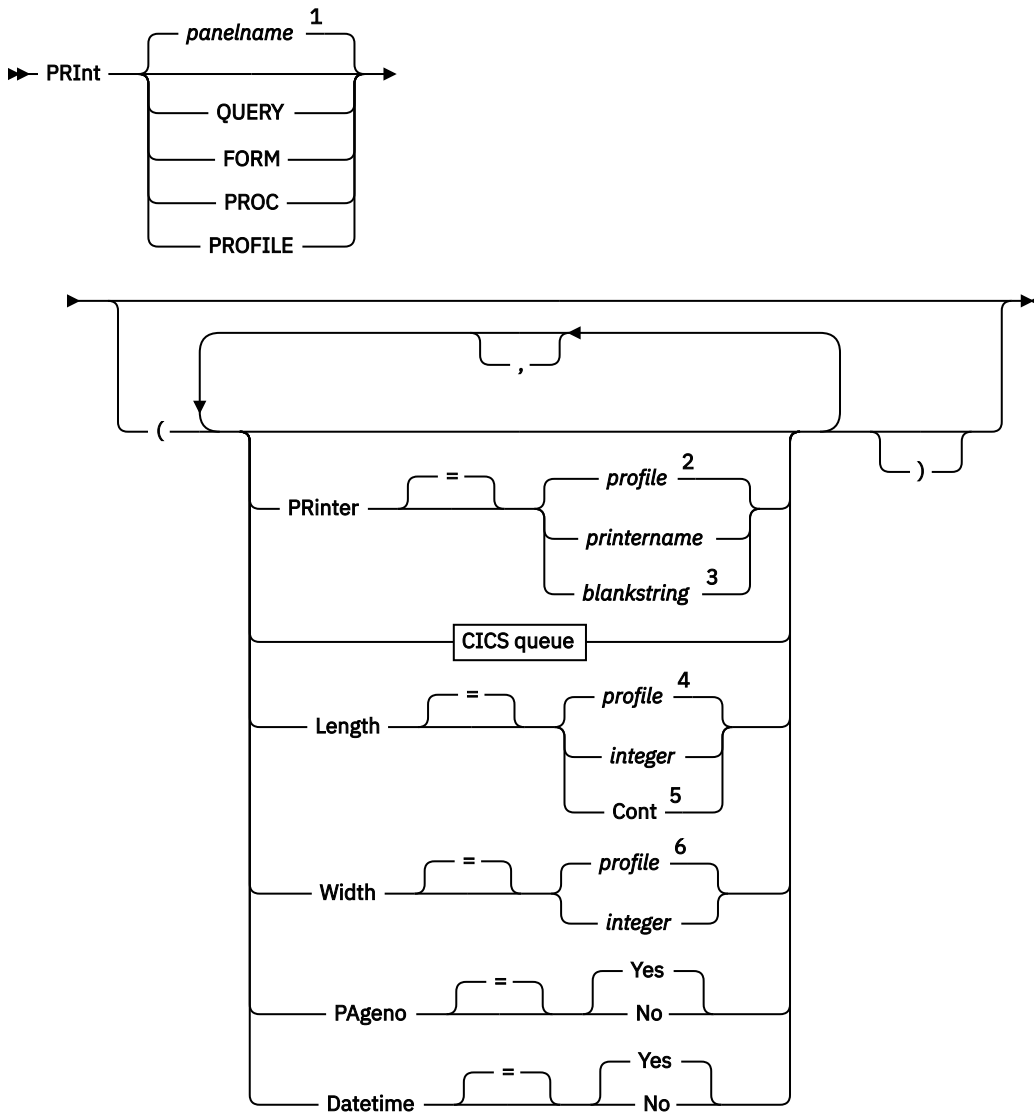 panelname 1
PRInt
QUERY
FORM
PROC
PROFILE
,
(
)
PRinter = profile 2
printername
blankstring 3
CICS queue
Length = profile 4
integer
Cont 5
Width = profile 6
integer
PAgeno = Yes
No
Datetime = Yes
No